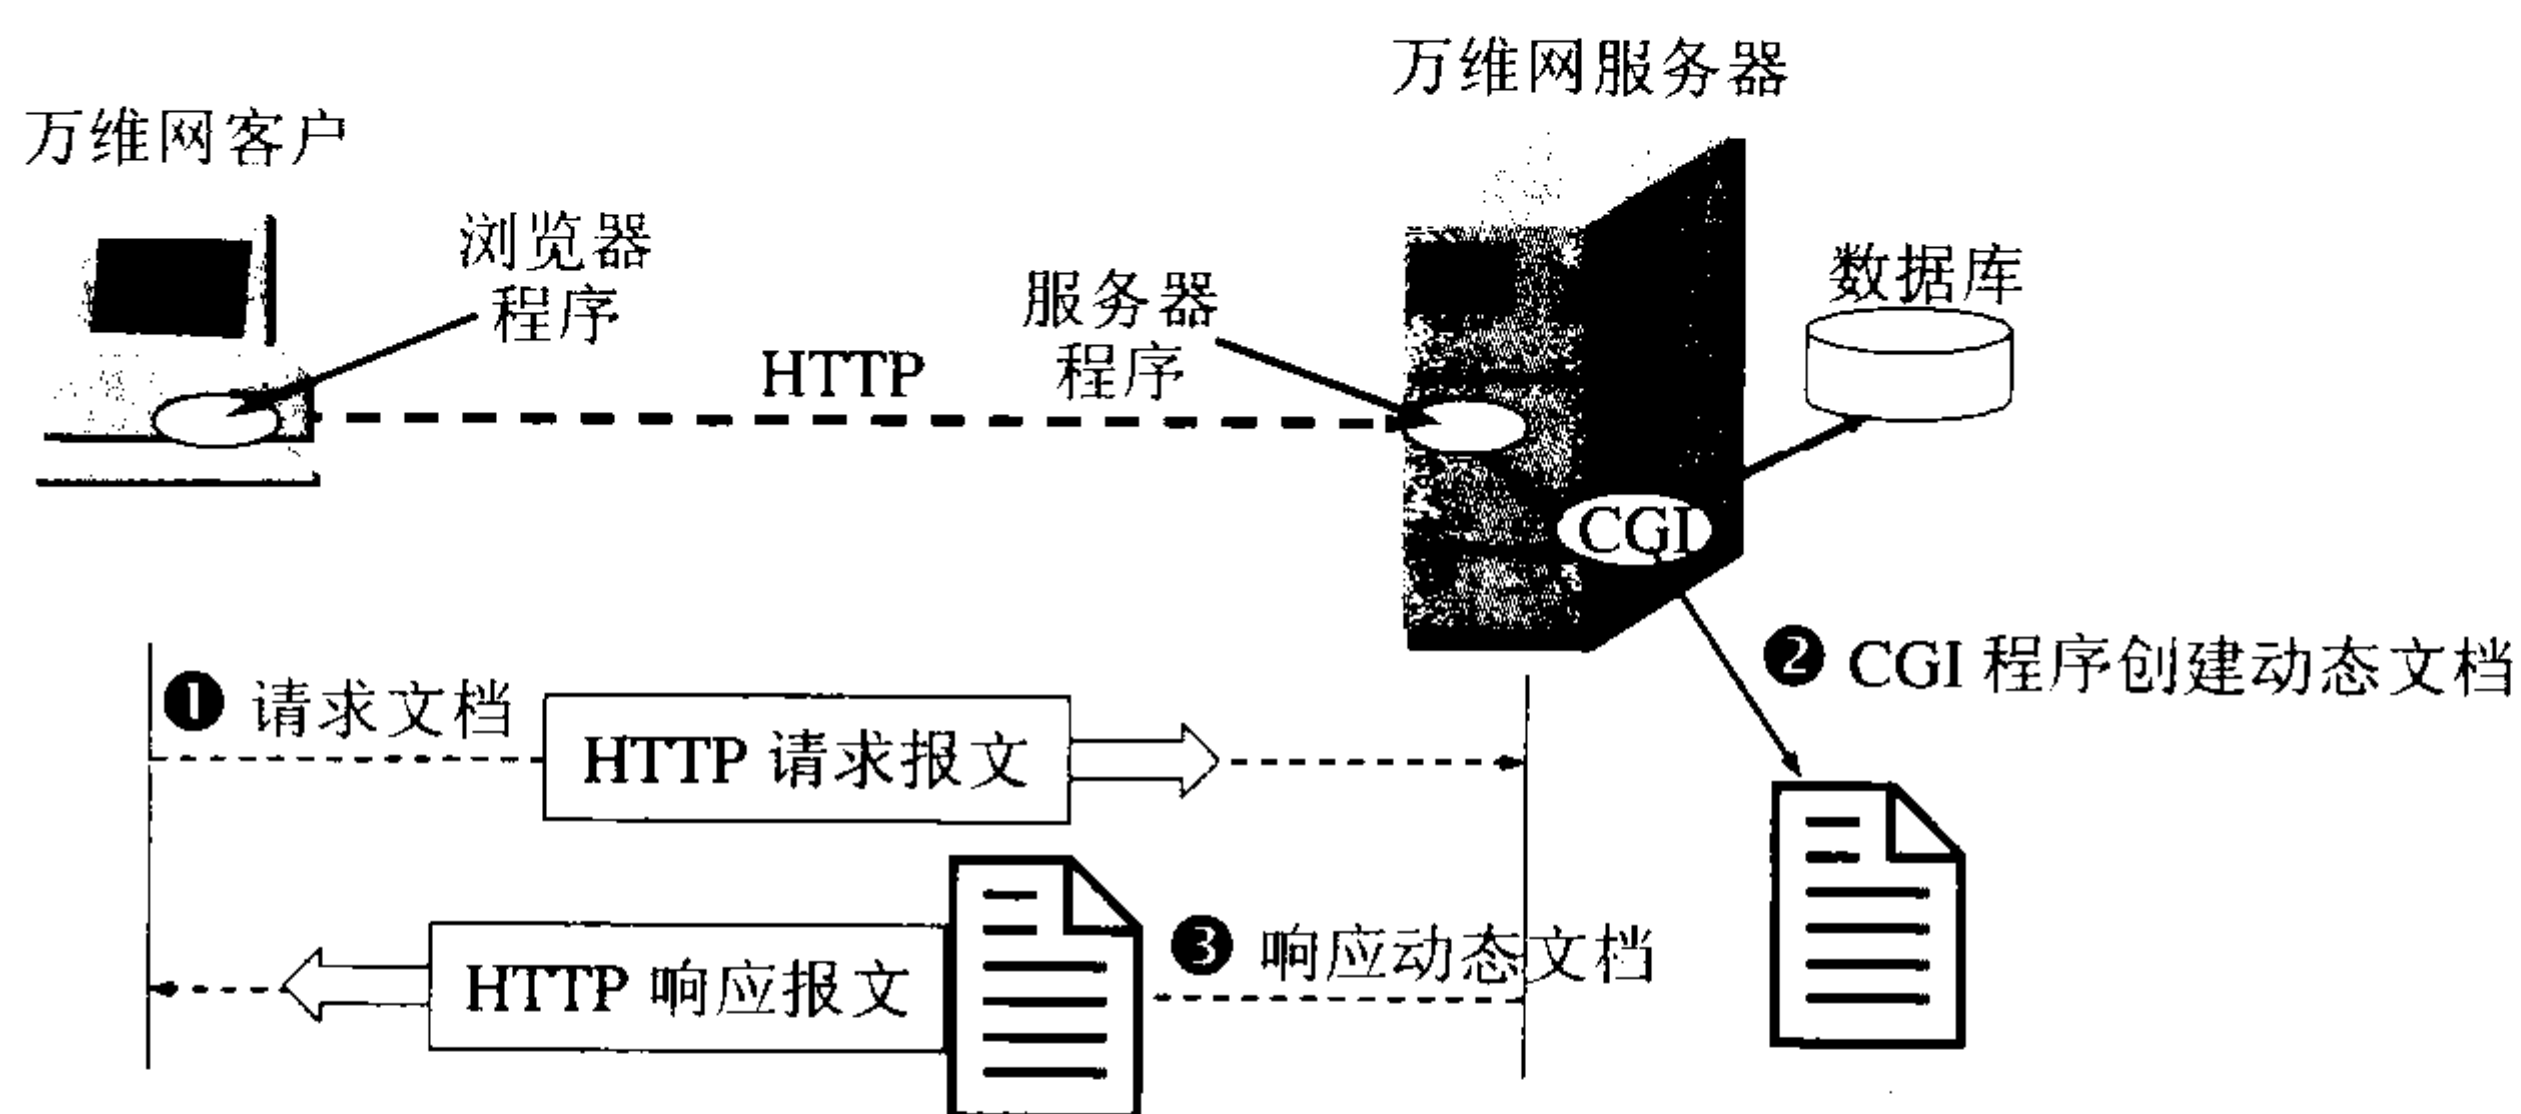 万维网服务器
万维网客户
浏览器
程序
服务器
程序
HTTP
数据库
CGI
❶ 请求文档
HTTP 请求报文
❷ CGI 程序创建动态文档
❸ 响应动态文档
HTTP 响应报文